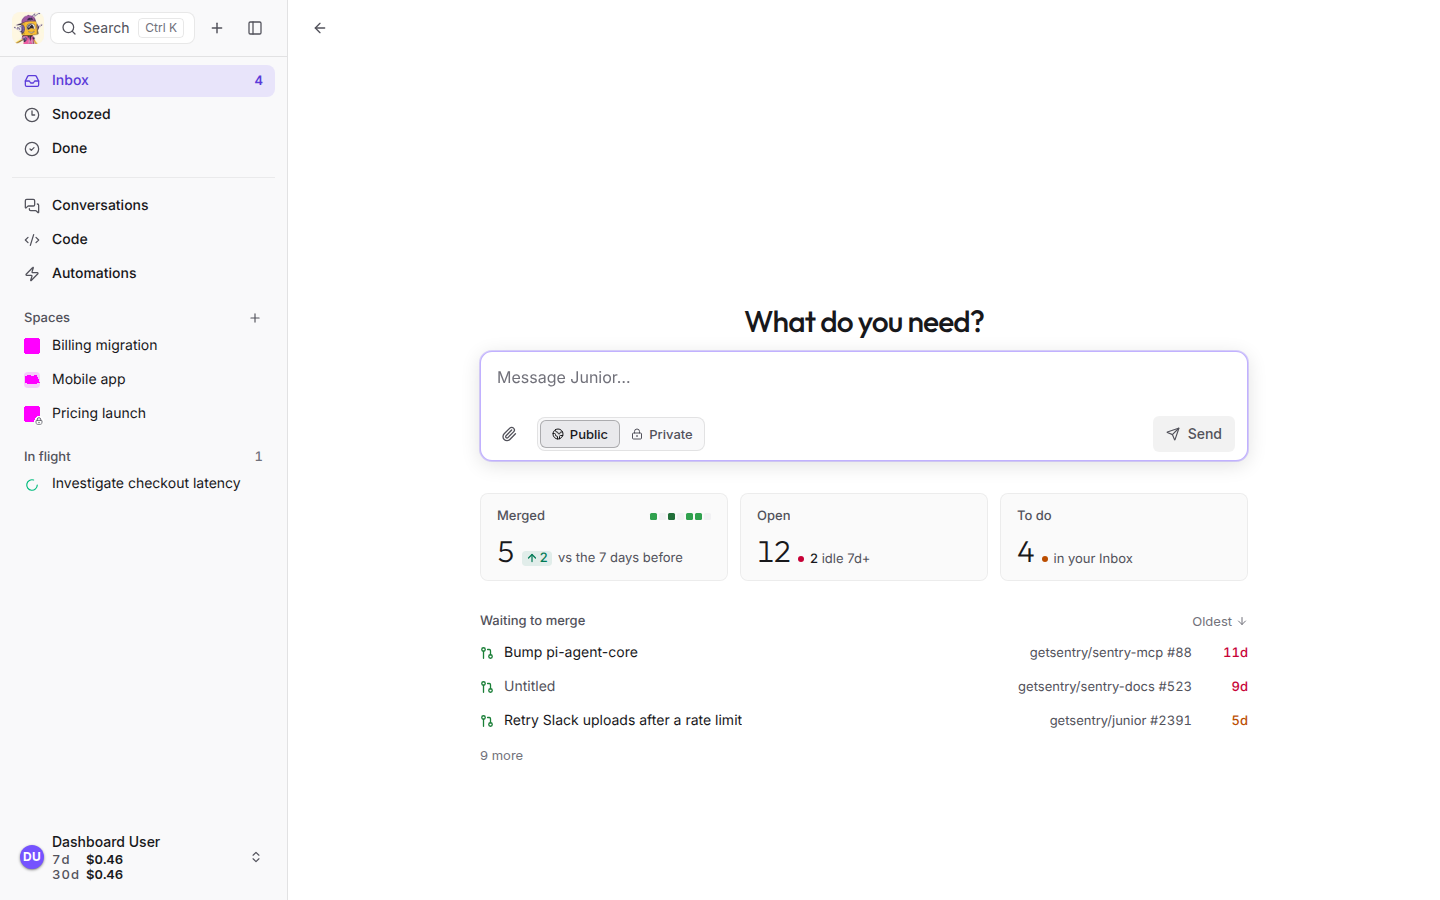 Search Ctrl K
Inbox 4
Snoozed
Done
Conversations
Code
Automations
Spaces
Billing migration
Mobile app
Pricing launch
In flight 1
Investigate checkout latency
DU
Dashboard User
7d $0.46
30d $0.46
What do you need?
Message Junior...
Public Private Send
Merged
5 2 vs the 7 days before
Open
12 2 idle 7d+
To do
4 in your Inbox
Waiting to merge Oldest
Bump pi-agent-core getsentry/sentry-mcp #88 11d
Untitled getsentry/sentry-docs #523 9d
Retry Slack uploads after a rate limit getsentry/junior #2391 5d
9 more